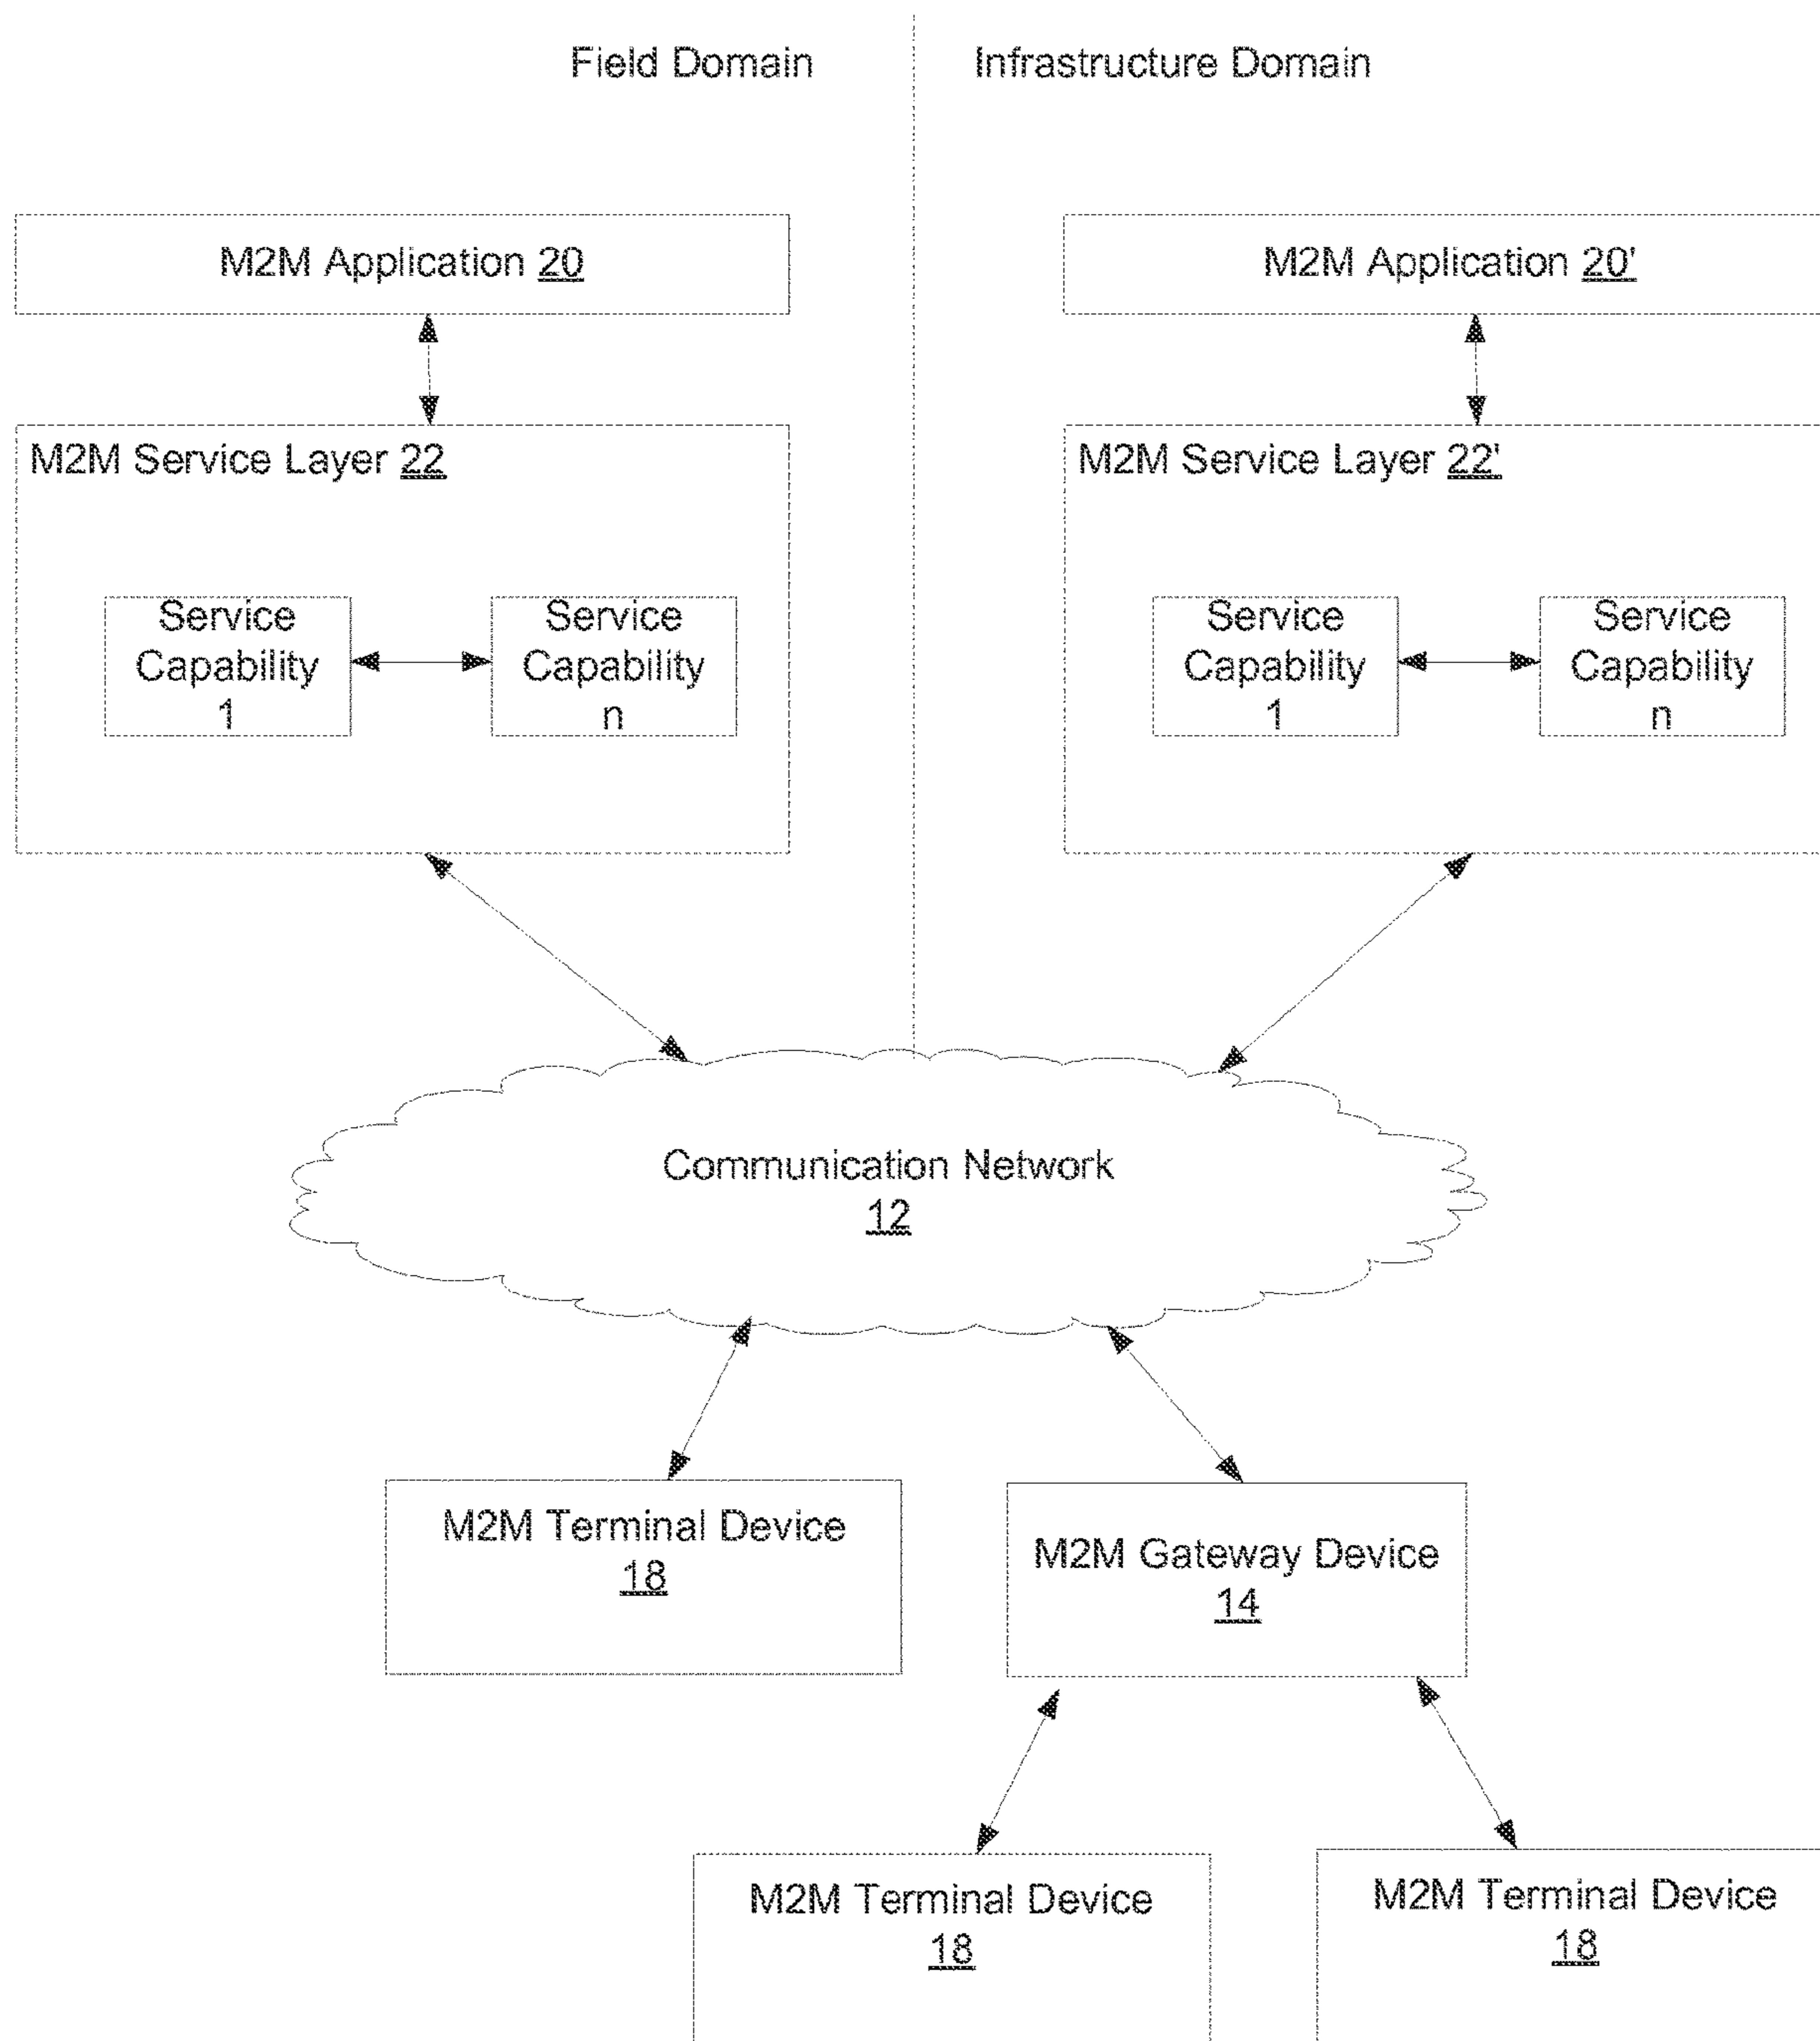 Field Domain
Infrastructure Domain
M2M Application 20
M2M Application 20'
M2M Service Layer 22
M2M Service Layer 22'
Service
Capability
1
Service
Capability
n
Service
Capability
1
Service
Capability
n
Communication Network
12
M2M Terminal Device
18
M2M Gateway Device
14
M2M Terminal Device
18
M2M Terminal Device
18